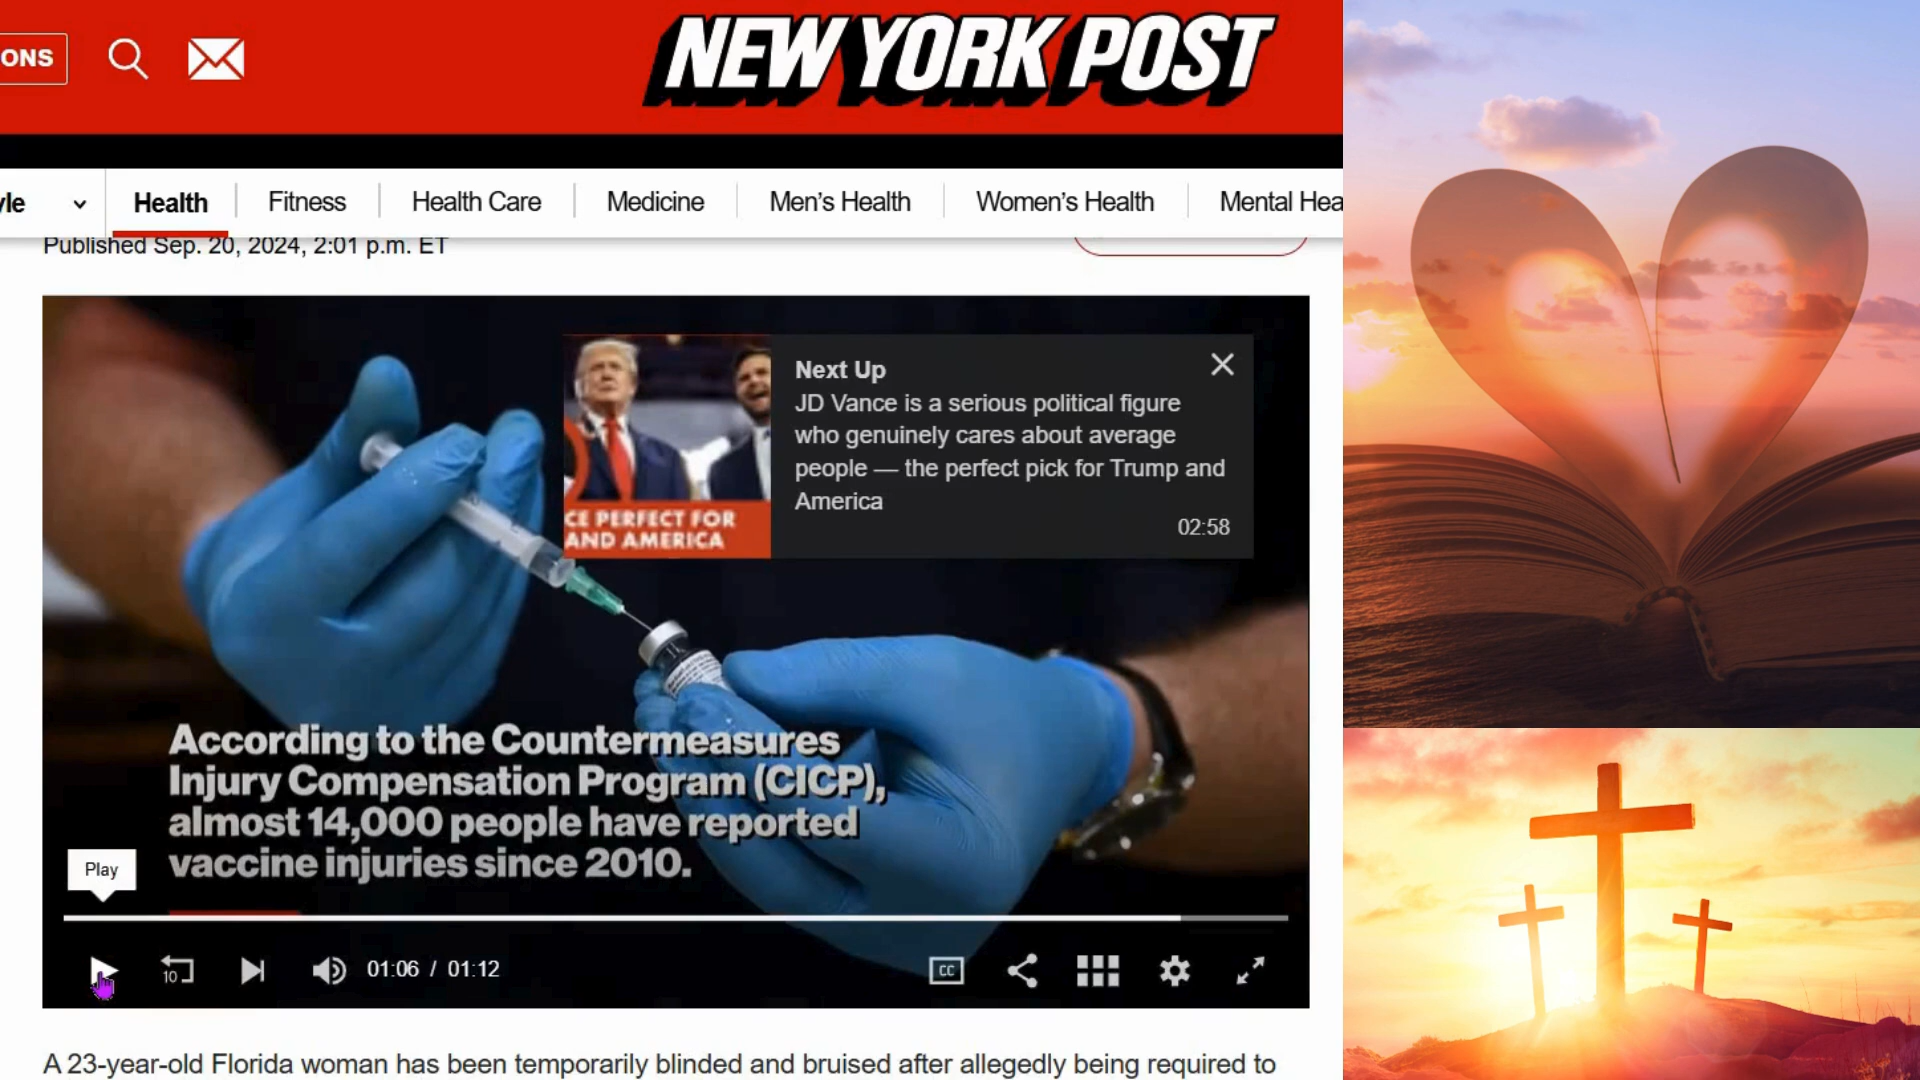 ONS
NEW YORK POST
yle
Health
Fitness
Health Care
Medicine
Men's Health
Women's Health
Mental Hea
Published Sep. 20, 2024, 2:01 p.m. ET
Next Up
JD Vance is a serious political figure
who genuinely cares about average
people — the perfect pick for Trump and
America
02:58
CE PERFECT FOR
AND AMERICA
According to the Countermeasures
Injury Compensation Program (CICP),
almost 14,000 people have reported
vaccine injuries since 2010.
Play
10
01:06 / 01:12
CC
A 23-year-old Florida woman has been temporarily blinded and bruised after allegedly being required to